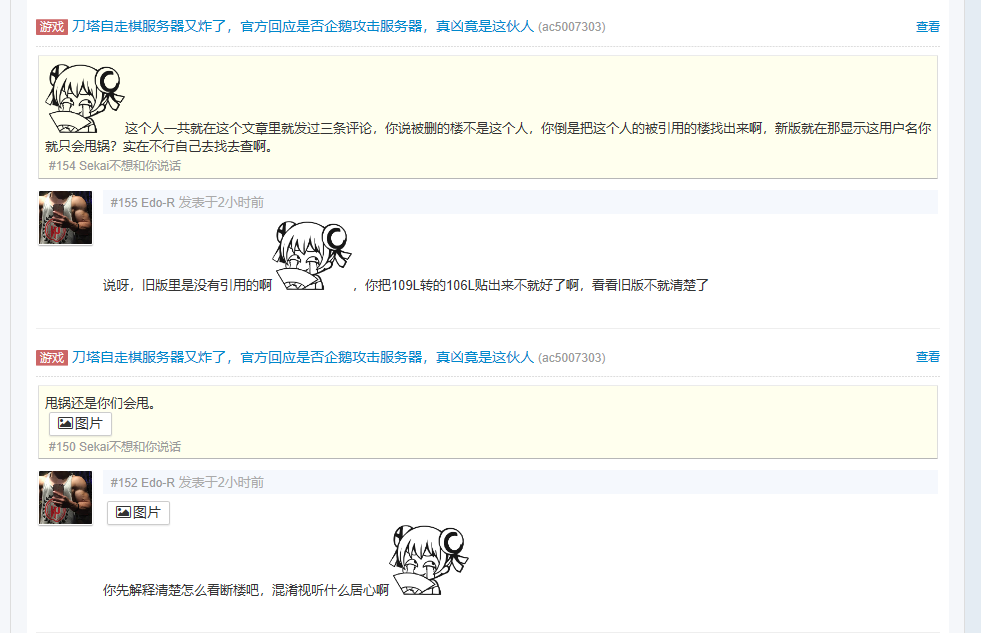 游戏 刀塔自走棋服务器又炸了，官方回应是否企鹅攻击服务器，真凶竟是这伙人 (ac5007303) 查看
这个人一共就在这个文章里就发过三条评论，你说被删的楼不是这个人，你倒是把这个人的被引用的楼找出来啊，新版就在那显示这用户名你
就只会甩锅？实在不行自己去找去查啊。
#154 Sekai不想和你说话
#155 Edo-R 发表于2小时前
说呀，旧版里是没有引用的啊 ，你把109L转的106L贴出来不就好了啊，看看旧版不就清楚了
游戏 刀塔自走棋服务器又炸了，官方回应是否企鹅攻击服务器，真凶竟是这伙人 (ac5007303) 查看
甩锅还是你们会甩。
图片
#150 Sekai不想和你说话
#152 Edo-R 发表于2小时前
图片
你先解释清楚怎么看断楼吧，混淆视听什么居心啊